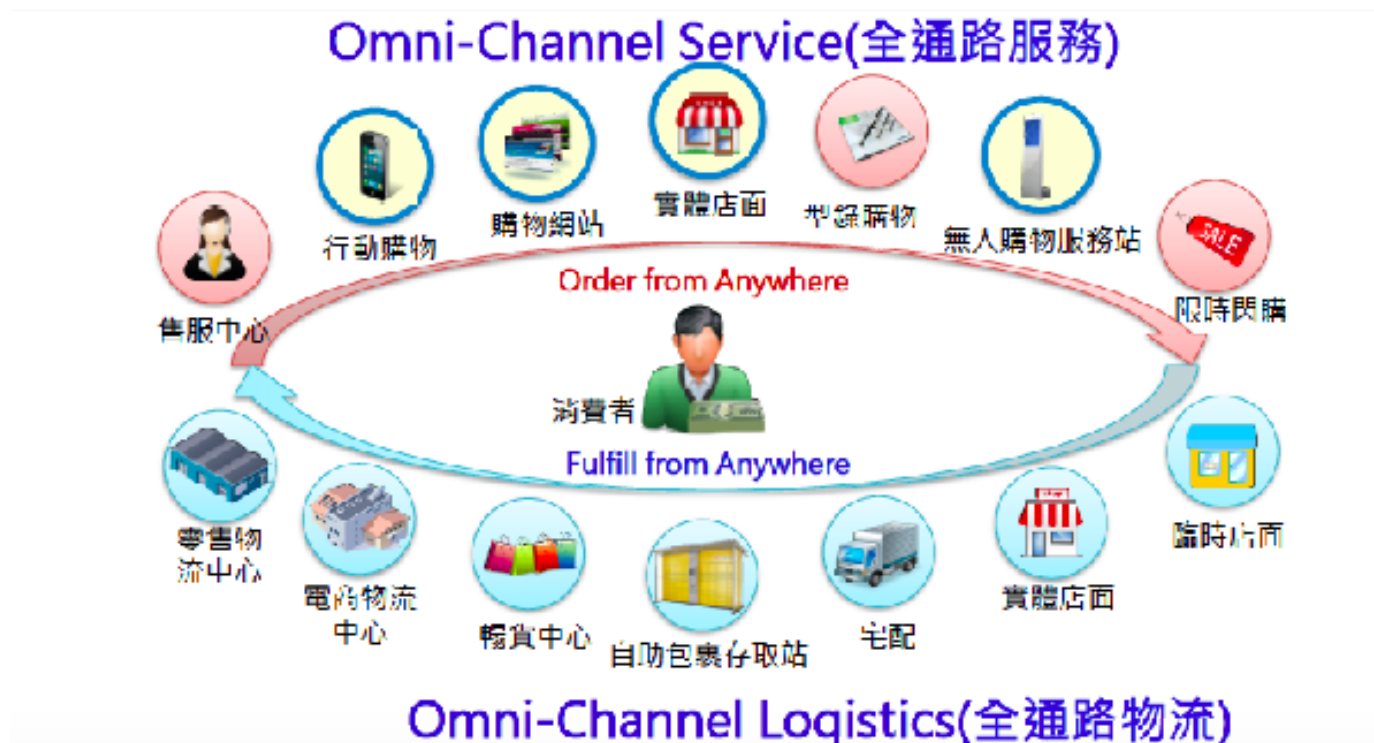 Omni-Channel Service(全通路服務)
實體店面
型錄購物
購物網站
行動購物
無人購物服務站
SALE
限時閃購
售服中心
Order from Anywhere
消費者
Fulfill from Anywhere
零售物
流中心
電商物流
中心
暢貨中心
自助包裹存取站
宅配
實體店面
臨時店面
Omni-Channel Logistics(全通路物流)